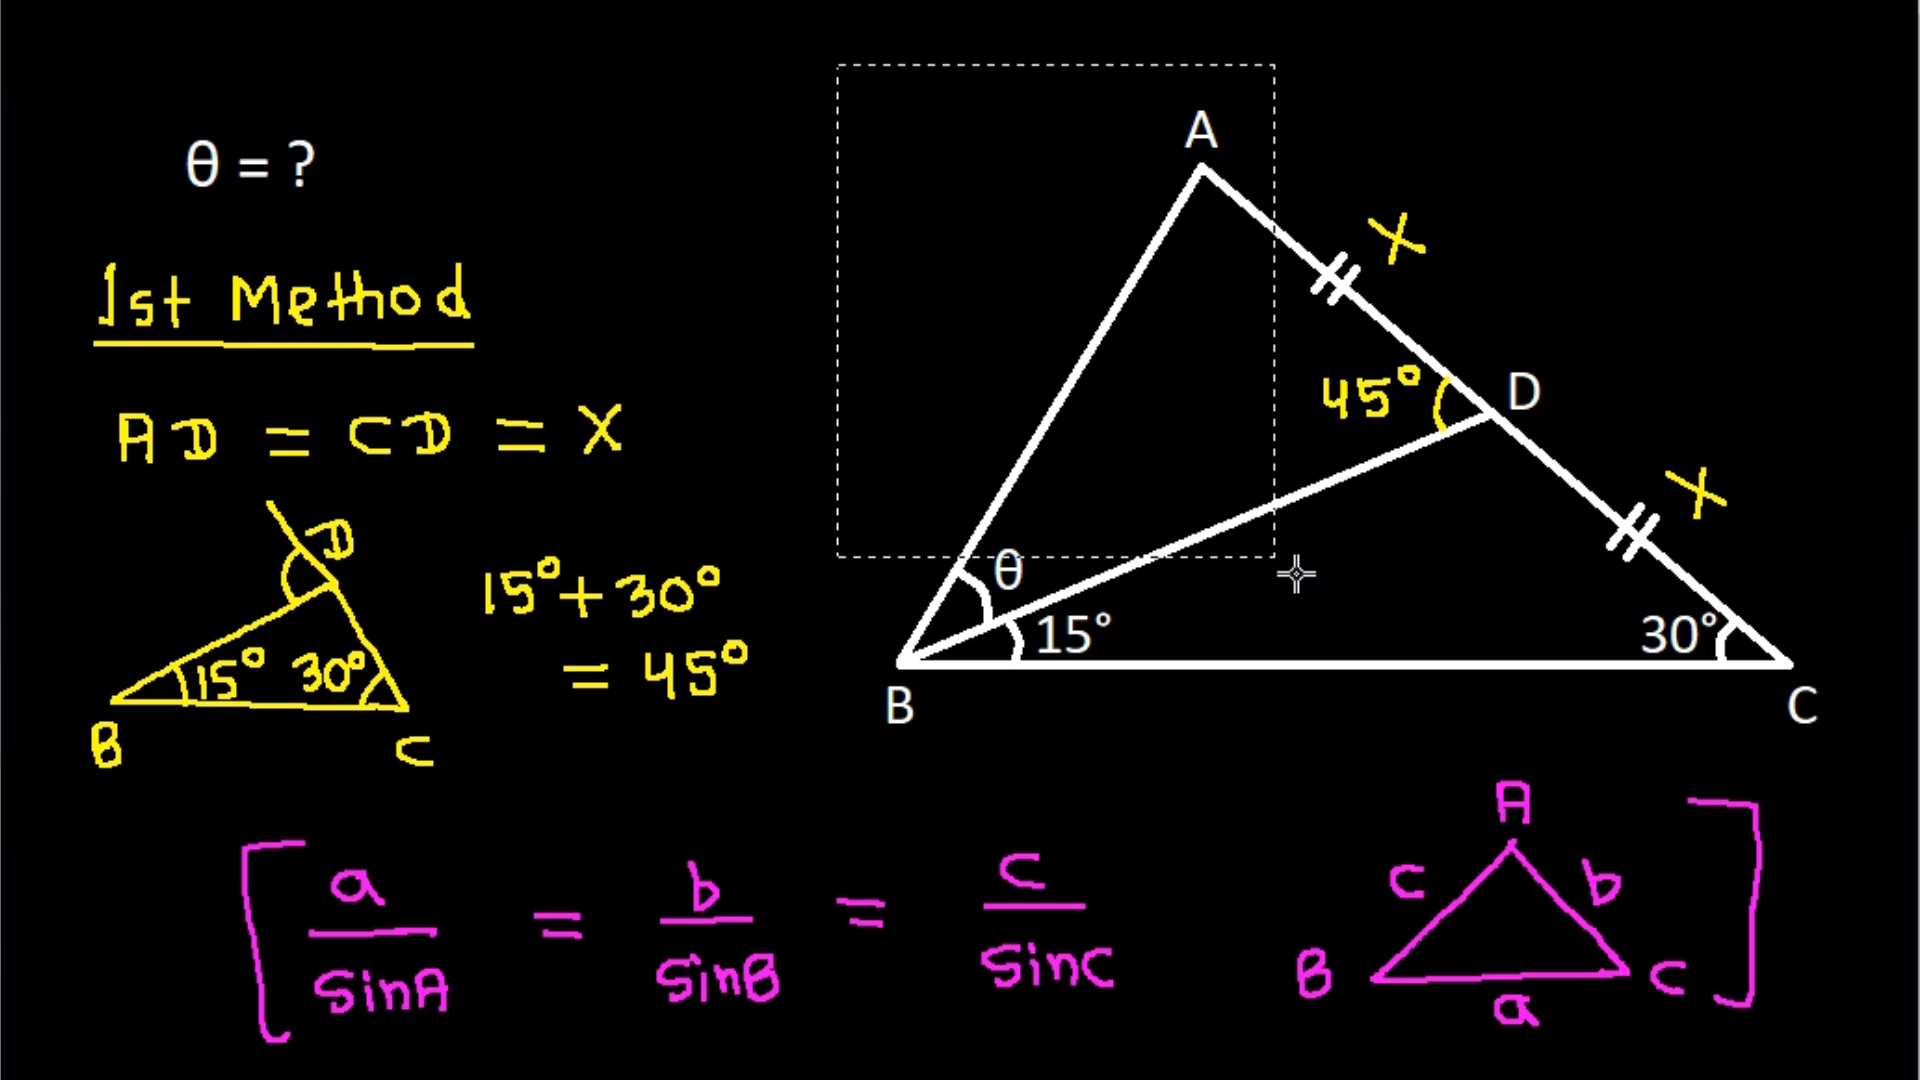 θ = ?
1st Method
AD = CD = x
D
15° 30°
B C
15° + 30°
= 45°
A
x
45° D
x
θ
15° 30°
B C
[ a/sinA = b/sinB = c/sinC
A
c b
B C ]
a